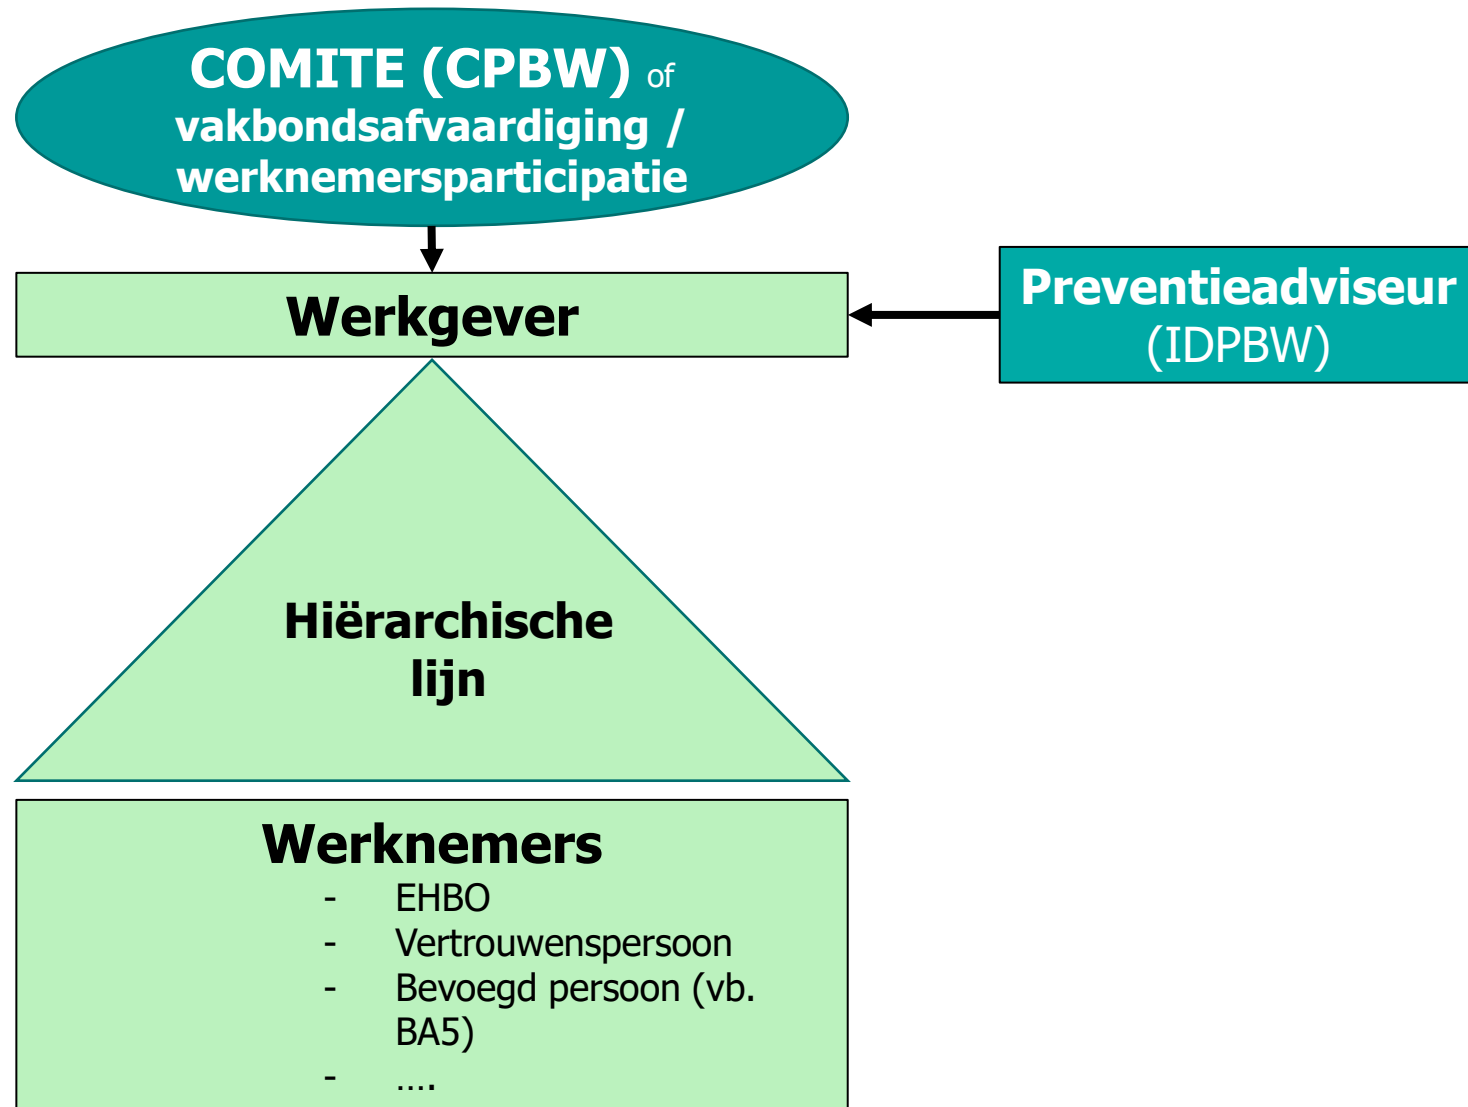 COMITE (CPBW) of
vakbondsafvaardiging /
werknemersparticipatie
Werkgever
Preventieadviseur
(IDPBW)
Hiërarchische
lijn
Werknemers
- EHBO
- Vertrouwenspersoon
- Bevoegd persoon (vb.
BA5)
- ….